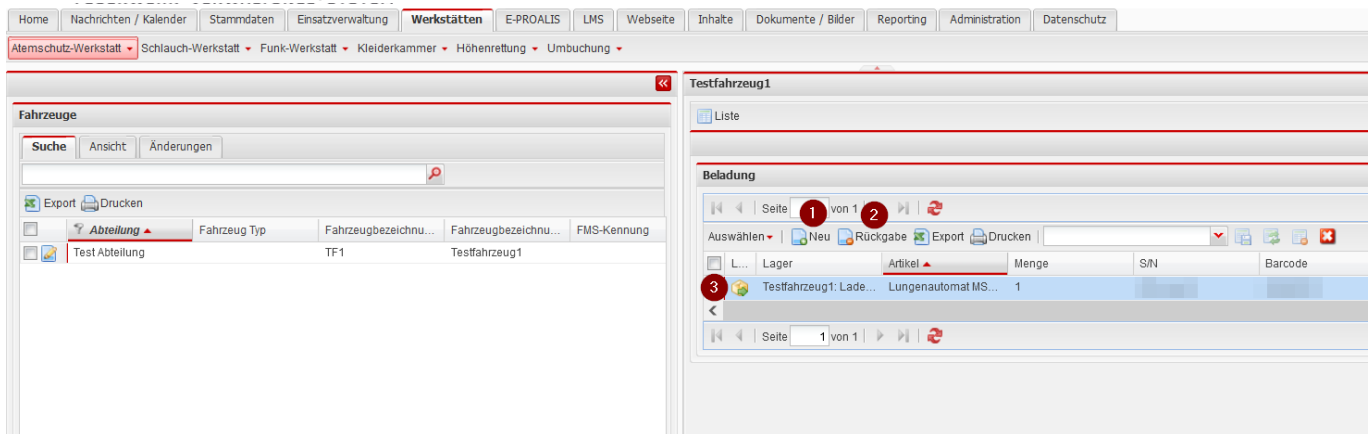 Home Nachrichten / Kalender Stammdaten Einsatzverwaltung Werkstätten E-PROALIS LMS Webseite Inhalte Dokumente / Bilder Reporting Administration Datenschutz
Atemschutz-Werkstatt Schlauch-Werkstatt Funk-Werkstatt Kleiderkammer Höhenrettung Umbuchung
Testfahrzeug1
Fahrzeuge
Liste
Suche Ansicht Änderungen
Beladung
Export Drucken
Seite von 1
1 2
Abteilung Fahrzeug Typ Fahrzeugbezeichnu... Fahrzeugbezeichnu... FMS-Kennung
Auswählen Neu Rückgabe Export Drucken
Test Abteilung TF1 Testfahrzeug1
L... Lager Artikel Menge S/N Barcode
3 Testfahrzeug1: Lade... Lungenautomat MS... 1
Seite 1 von 1